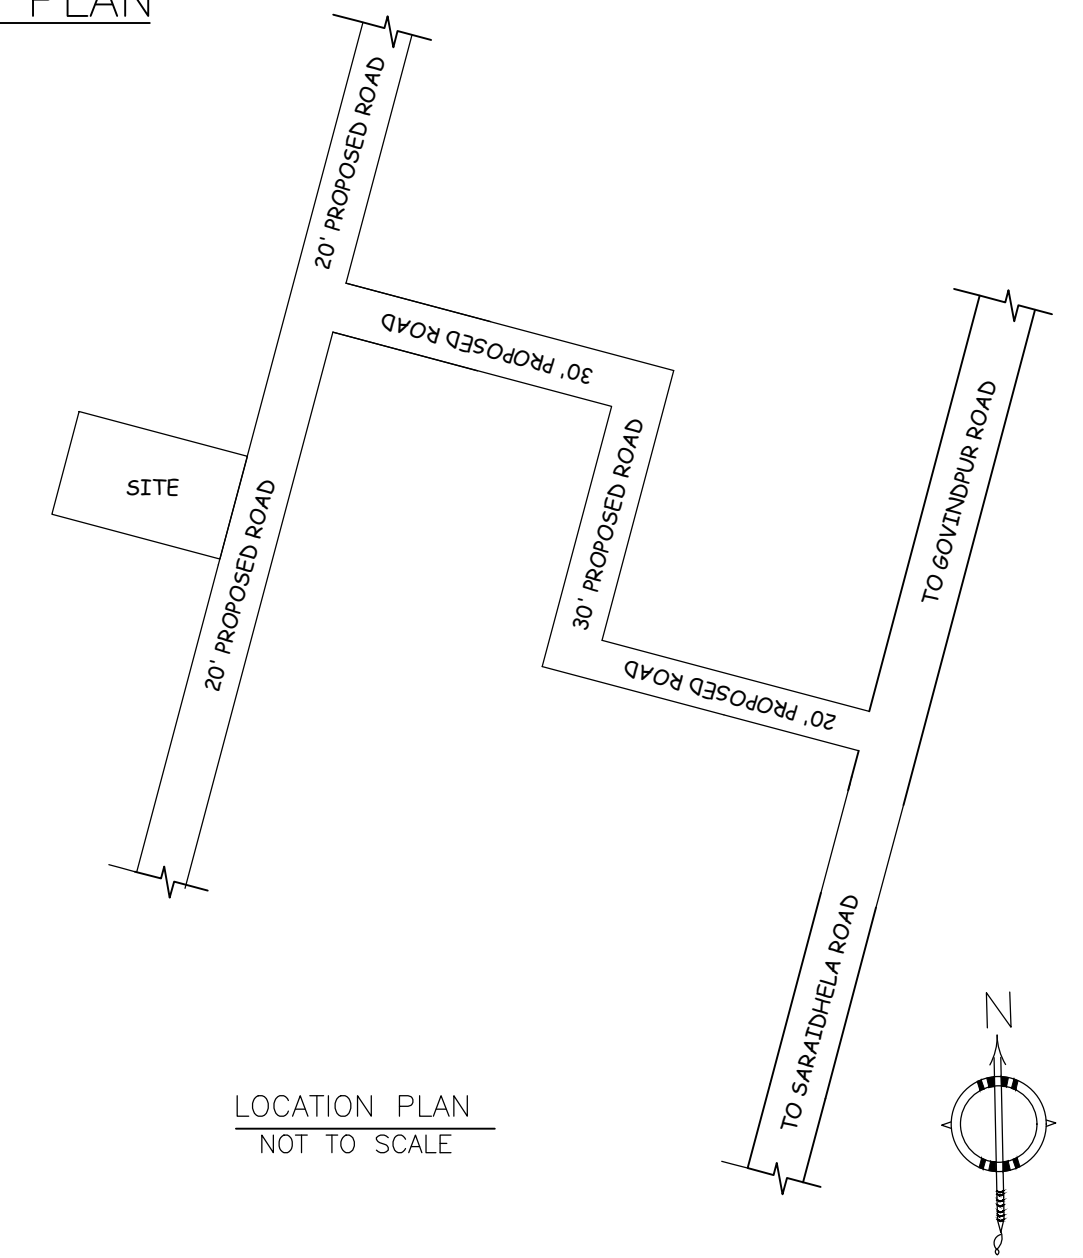 PLAN
20' PROPOSED ROAD
30' PROPOSED ROAD
TO GOVINDPUR ROAD
30' PROPOSED ROAD
SITE
20' PROPOSED ROAD
20' PROPOSED ROAD
TO SARAIDHELA ROAD
N
LOCATION PLAN
NOT TO SCALE